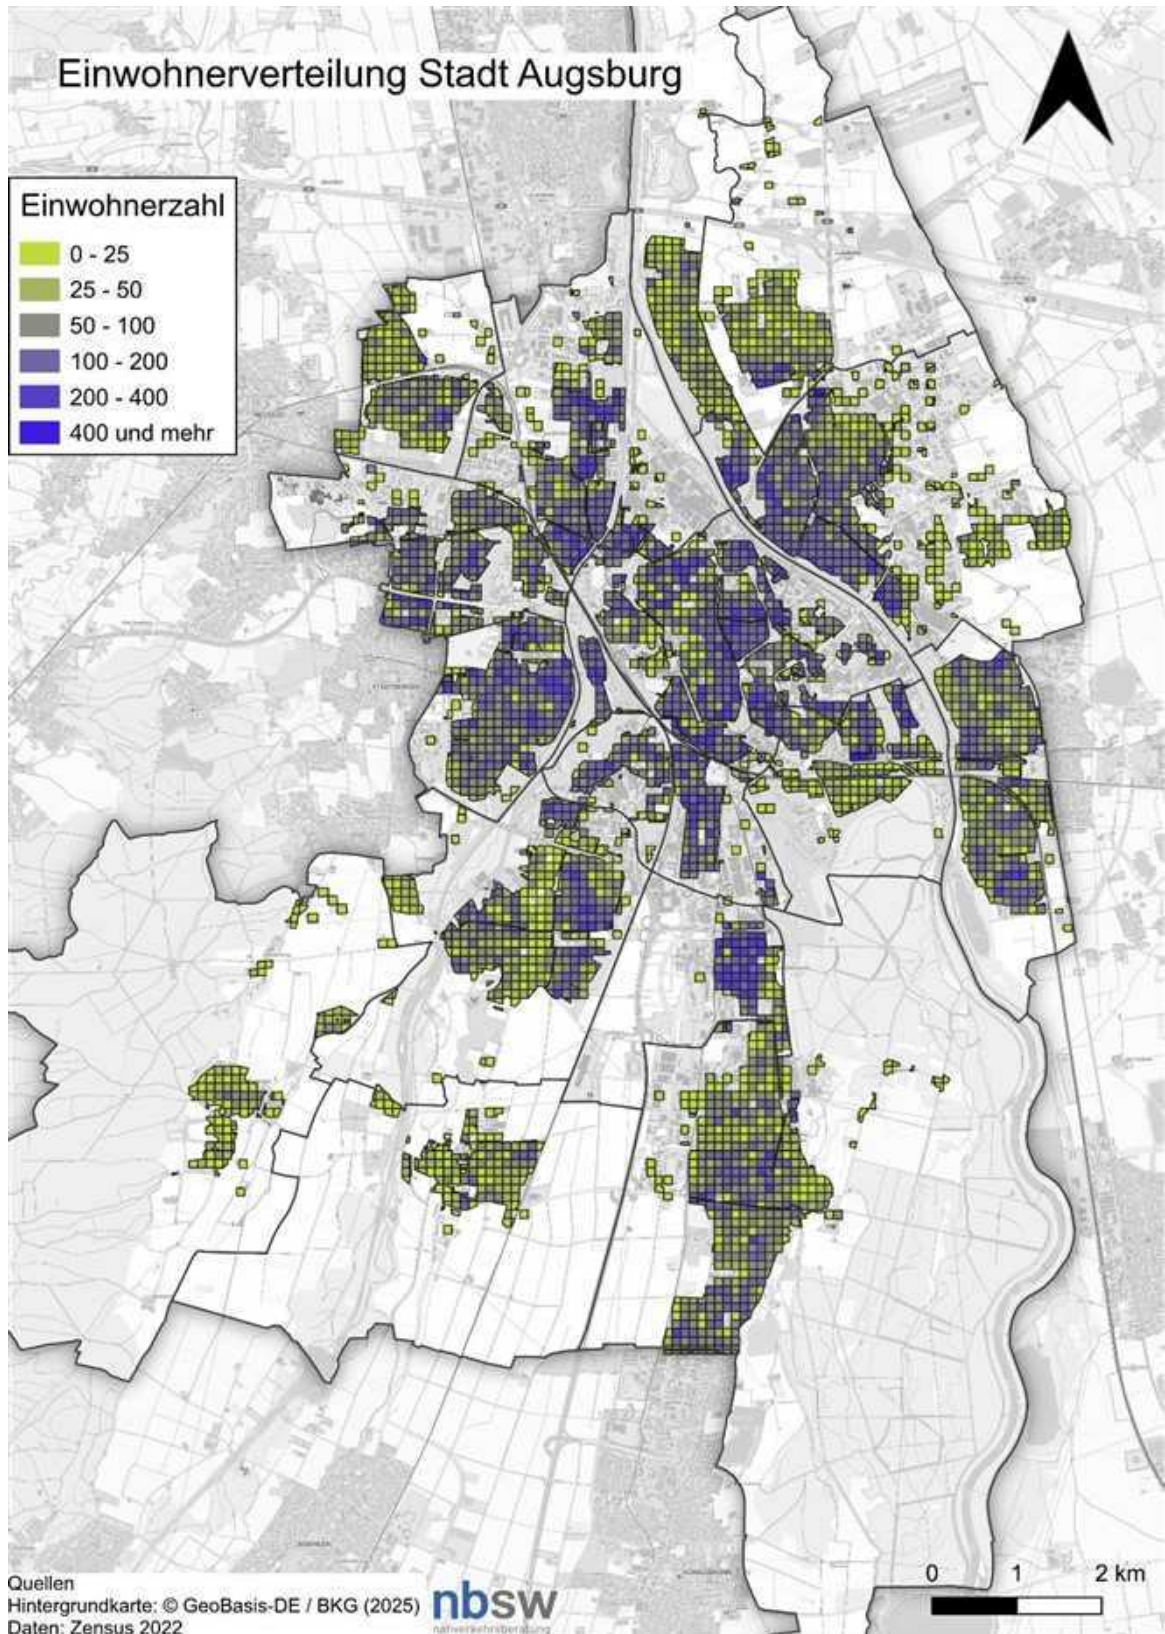 Einwohnerverteilung Stadt Augsburg
Einwohnerzahl
0 - 25
25 - 50
50 - 100
100 - 200
200 - 400
400 und mehr
0 1 2 km
Quellen
Hintergrundkarte: © GeoBasis-DE / BKG (2025)
Daten: Zensus 2022
nbsw
nahverkehrsberatung